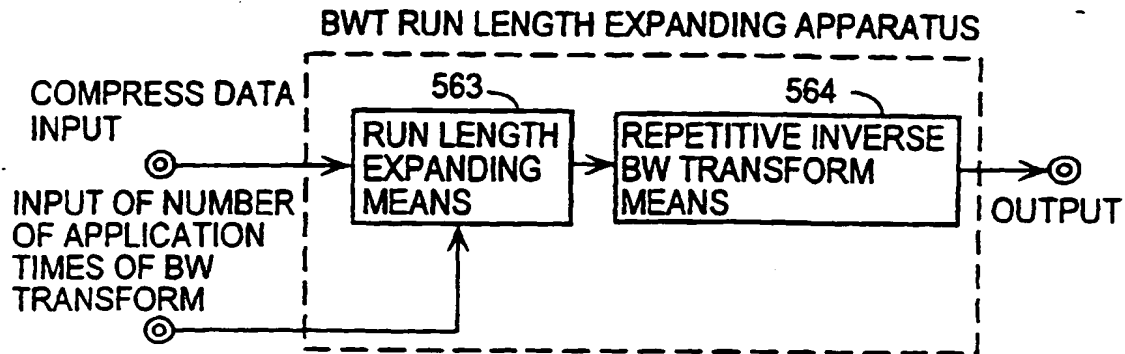 BWT RUN LENGTH EXPANDING APPARATUS
COMPRESS DATA
INPUT
563
564
RUN LENGTH
EXPANDING
MEANS
REPETITIVE INVERSE
BW TRANSFORM
MEANS
OUTPUT
INPUT OF NUMBER
OF APPLICATION
TIMES OF BW
TRANSFORM